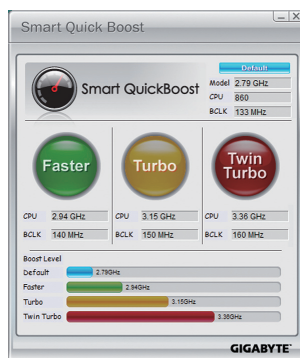 Smart Quick Boost
Smart QuickBoost
Default
Model 2.79 GHz
CPU 860
BCLK 133 MHz
Faster
Turbo
Twin Turbo
CPU 2.94 GHz
CPU 3.15 GHz
CPU 3.36 GHz
BCLK 140 MHz
BCLK 150 MHz
BCLK 160 MHz
Boost Level
Default 2.79GHz
Faster 2.94GHz
Turbo 3.15GHz
Twin Turbo 3.36GHz
GIGABYTE™